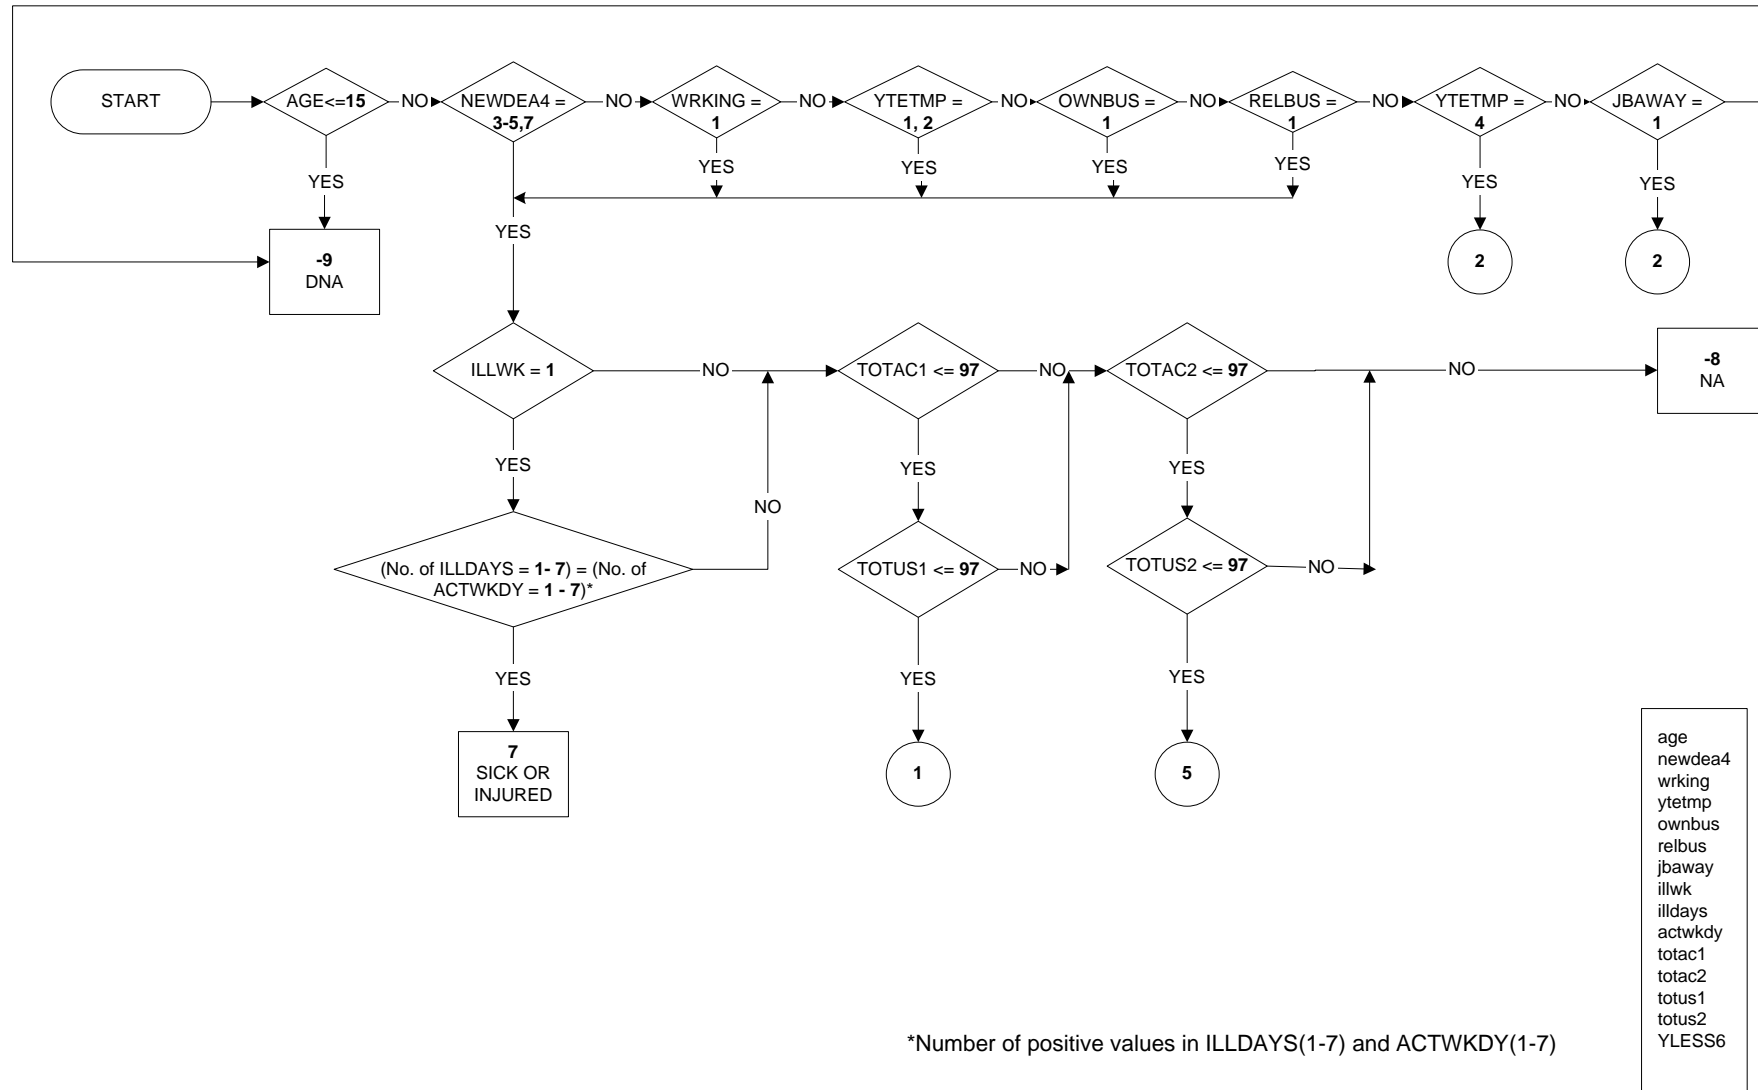 START
AGE<=15
NO
NEWDEA4 =
3-5,7
NO
WRKING =
1
NO
YTETMP =
1, 2
NO
OWNBUS =
1
NO
RELBUS =
1
NO
YTETMP =
4
NO
JBAWAY =
1
YES
YES
YES
YES
YES
YES
YES
YES
-9
DNA
2
2
ILLWK = 1
NO
TOTAC1 <= 97
NO
TOTAC2 <= 97
NO
-8
NA
YES
YES
YES
NO
(No. of ILLDAYS = 1- 7) = (No. of
ACTWKDY = 1 - 7)*
TOTUS1 <= 97
NO
TOTUS2 <= 97
NO
YES
YES
YES
7
SICK OR
INJURED
1
5
age
newdea4
wrking
ytetmp
ownbus
relbus
jbaway
illwk
illdays
actwkdy
totac1
totac2
totus1
totus2
YLESS6
*Number of positive values in ILLDAYS(1-7) and ACTWKDY(1-7)